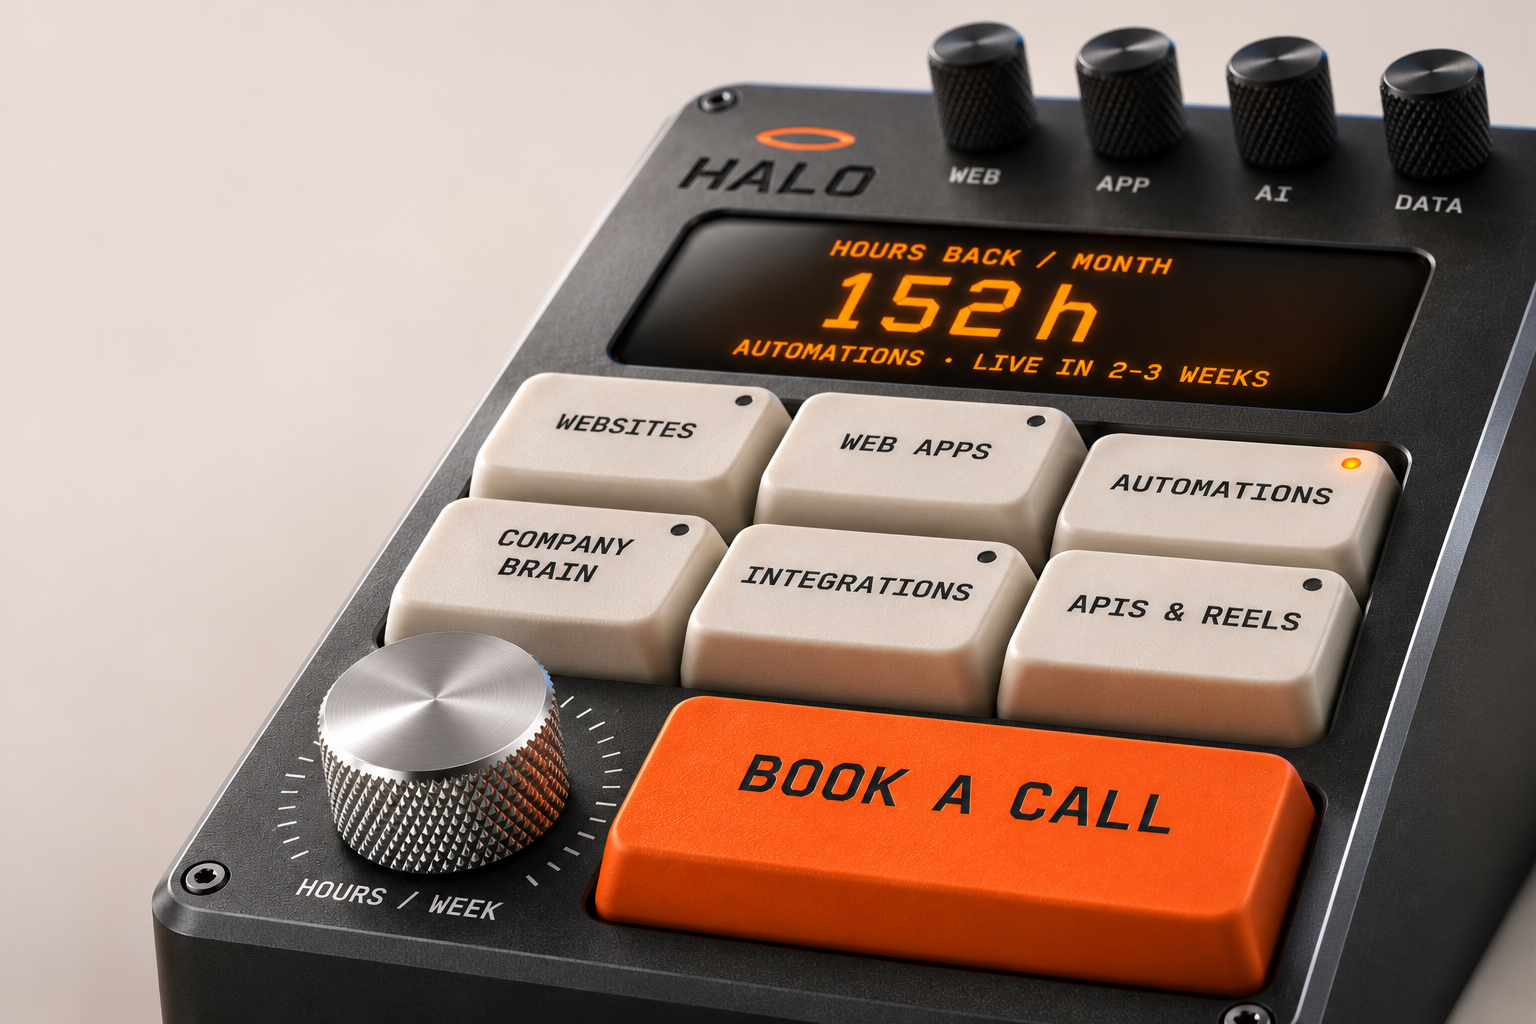 HALO
WEB
APP
AI
DATA
HOURS BACK / MONTH
152h
AUTOMATIONS · LIVE IN 2-3 WEEKS
WEBSITES
WEB APPS
AUTOMATIONS
COMPANY
BRAIN
INTEGRATIONS
APIS & REELS
HOURS / WEEK
BOOK A CALL